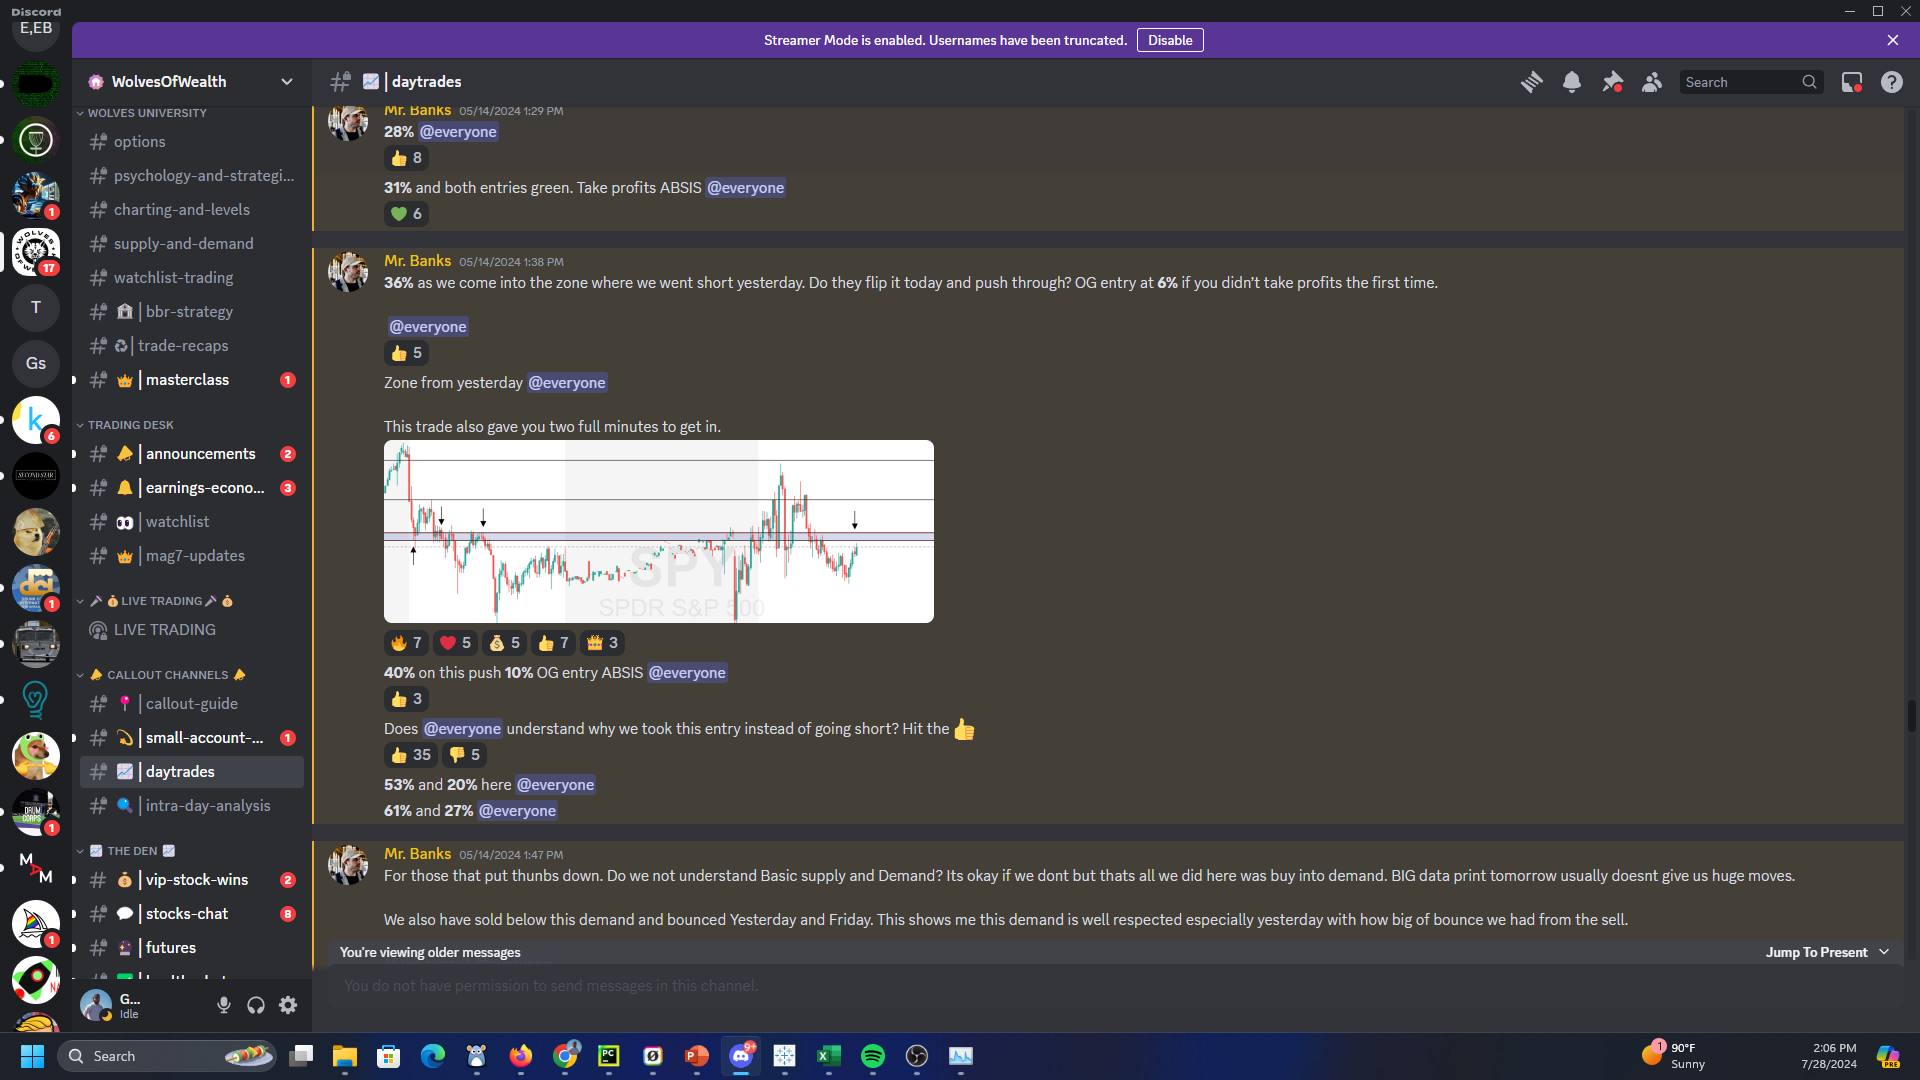 Discord
Streamer Mode is enabled. Usernames have been truncated.
Disable
E,EB
1
WOLVES OF W
17
T
Gs
k
6
SECOND STAR
dci
1
DRUM CORPS
1
M A M
1
WolvesOfWealth
WOLVES UNIVERSITY
options
psychology-and-strategi...
charting-and-levels
supply-and-demand
watchlist-trading
bbr-strategy
trade-recaps
masterclass 1
TRADING DESK
announcements 2
earnings-econo... 3
watchlist
mag7-updates
LIVE TRADING
LIVE TRADING
CALLOUT CHANNELS
callout-guide
small-account-... 1
daytrades
intra-day-analysis
THE DEN
vip-stock-wins 2
stocks-chat 8
futures
G...
Idle
daytrades
Search
Mr. Banks 05/14/2024 1:29 PM
28% @everyone
👍 8
31% and both entries green. Take profits ABSIS @everyone
💚 6
Mr. Banks 05/14/2024 1:38 PM
36% as we come into the zone where we went short yesterday. Do they flip it today and push through? OG entry at 6% if you didn't take profits the first time.
@everyone
👍 5
Zone from yesterday @everyone
This trade also gave you two full minutes to get in.
SPY
SPDR S&P 500
🔥 7 ❤️ 5 💰 5 👍 7 👑 3
40% on this push 10% OG entry ABSIS @everyone
👍 3
Does @everyone understand why we took this entry instead of going short? Hit the 👍
👍 35 👎 5
53% and 20% here @everyone
61% and 27% @everyone
Mr. Banks 05/14/2024 1:47 PM
For those that put thunbs down. Do we not understand Basic supply and Demand? Its okay if we dont but thats all we did here was buy into demand. BIG data print tomorrow usually doesnt give us huge moves.
We also have sold below this demand and bounced Yesterday and Friday. This shows me this demand is well respected especially yesterday with how big of bounce we had from the sell.
You're viewing older messages
Jump To Present
You do not have permission to send messages in this channel.
Search
PC
P
9+
X
1
90°F
Sunny
2:06 PM
7/28/2024
PRE